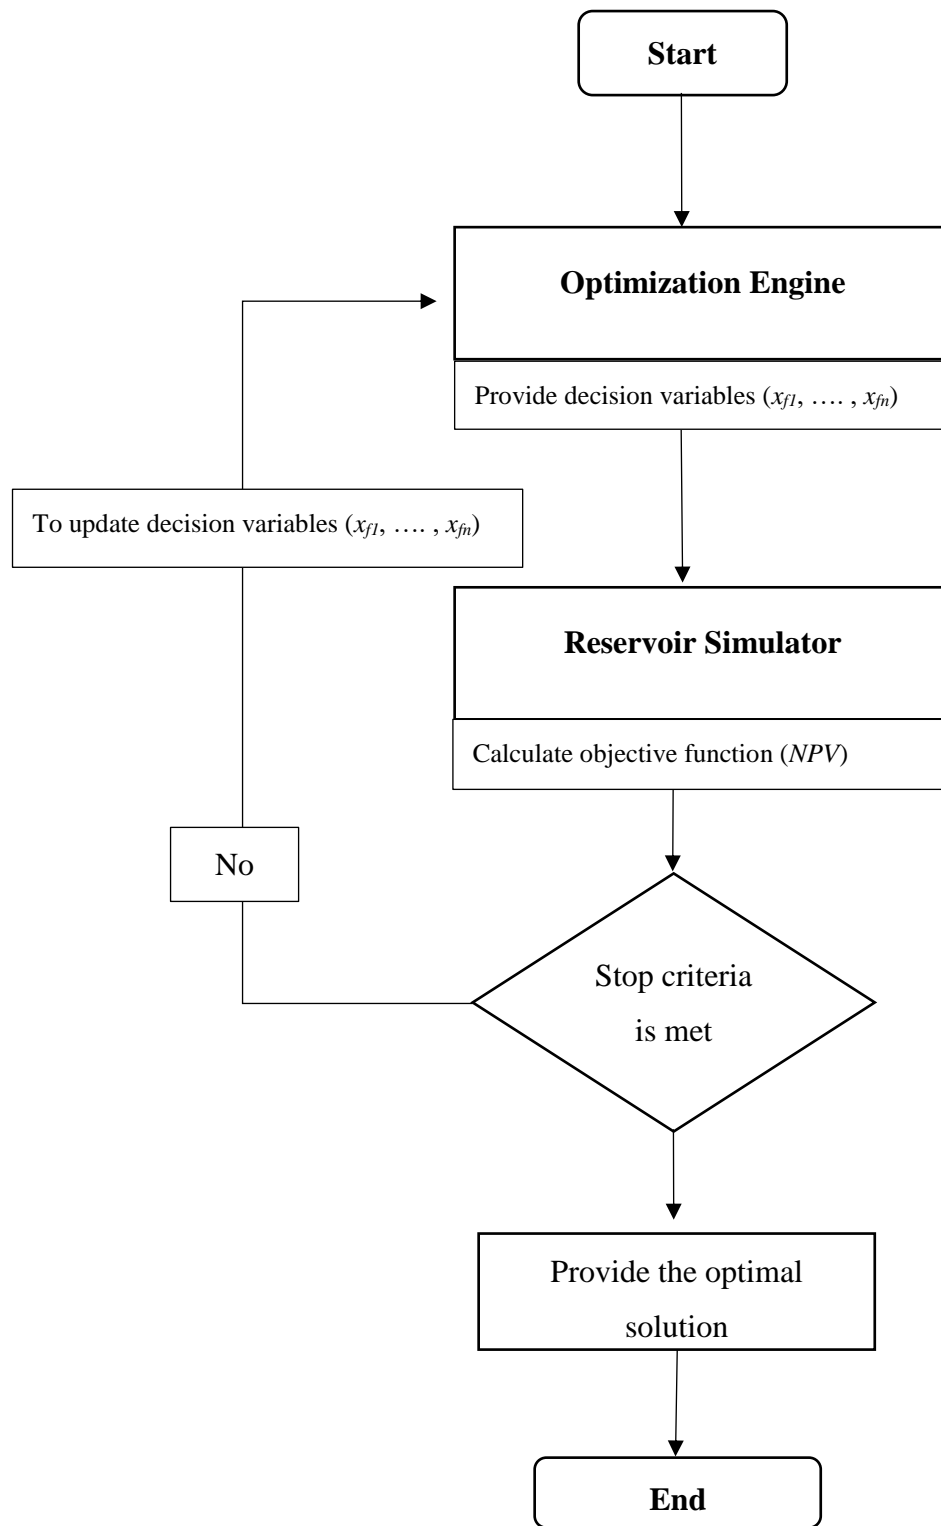 Start
Optimization Engine
Provide decision variables (xf1, …. , xfn)
To update decision variables (xf1, …. , xfn)
Reservoir Simulator
Calculate objective function (NPV)
No
Stop criteria
is met
Provide the optimal
solution
End